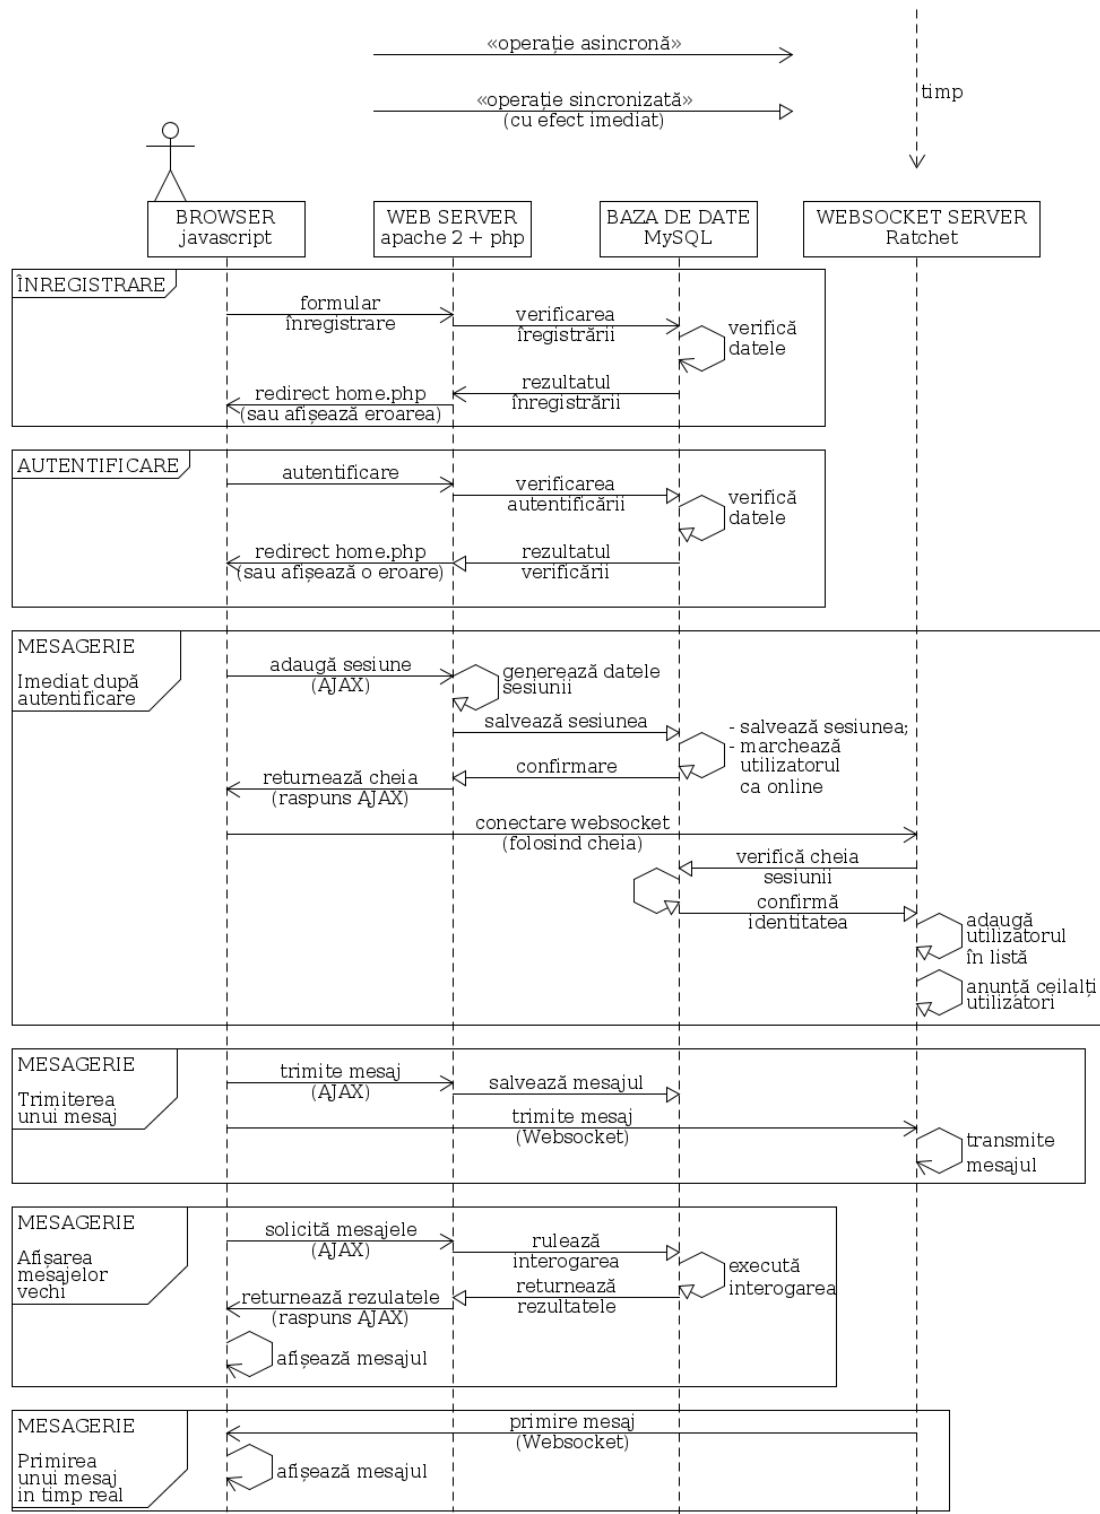 «operație asincronă»
timp
«operație sincronizată»
(cu efect imediat)
BROWSER
javascript
WEB SERVER
apache 2 + php
BAZA DE DATE
MySQL
WEBSOCKET SERVER
Ratchet
ÎNREGISTRARE
formular
înregistrare
verificarea
îregistrării
verifică
datele
rezultatul
înregistrării
redirect home.php
(sau afișează eroarea)
AUTENTIFICARE
autentificare
verificarea
autentificării
verifică
datele
redirect home.php
(sau afișează o eroare)
rezultatul
verificării
MESAGERIE
Imediat după
autentificare
adaugă sesiune
(AJAX)
generează datele
sesiunii
salvează sesiunea
- salvează sesiunea;
- marchează
utilizatorul
ca online
confirmare
returnează cheia
(raspuns AJAX)
conectare websocket
(folosind cheia)
verifică cheia
sesiunii
confirmă
identitatea
adaugă
utilizatorul
în listă
anunță ceilalți
utilizatori
MESAGERIE
Trimiterea
unui mesaj
trimite mesaj
(AJAX)
salvează mesajul
trimite mesaj
(Websocket)
transmite
mesajul
MESAGERIE
Afișarea
mesajelor
vechi
solicită mesajele
(AJAX)
rulează
interogarea
execută
interogarea
returnează
rezultatele
returnează rezulatele
(raspuns AJAX)
afișează mesajul
MESAGERIE
Primirea
unui mesaj
in timp real
primire mesaj
(Websocket)
afișează mesajul